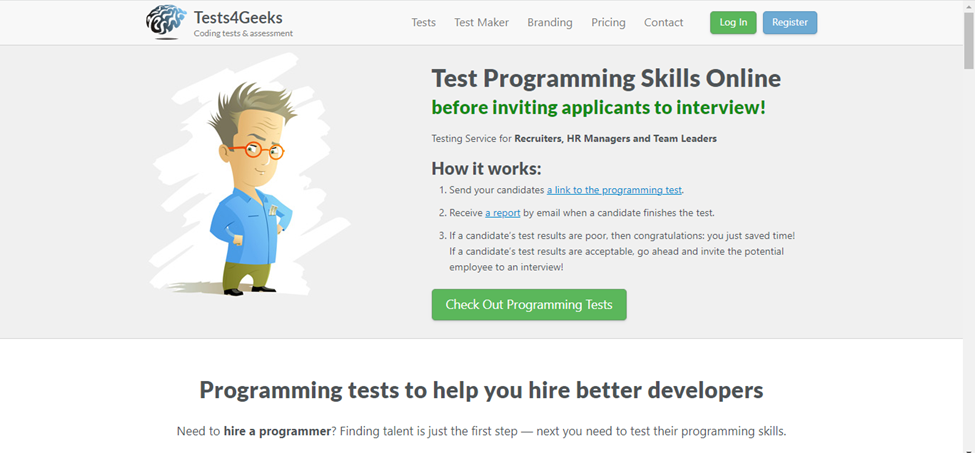 Tests4Geeks
Coding tests & assessment
Tests
Test Maker
Branding
Pricing
Contact
Log In
Register
Test Programming Skills Online
before inviting applicants to interview!
Testing Service for Recruiters, HR Managers and Team Leaders
How it works:
1. Send your candidates a link to the programming test.
2. Receive a report by email when a candidate finishes the test.
3. If a candidate's test results are poor, then congratulations: you just saved time!
If a candidate's test results are acceptable, go ahead and invite the potential
employee to an interview!
Check Out Programming Tests
Programming tests to help you hire better developers
Need to hire a programmer? Finding talent is just the first step — next you need to test their programming skills.